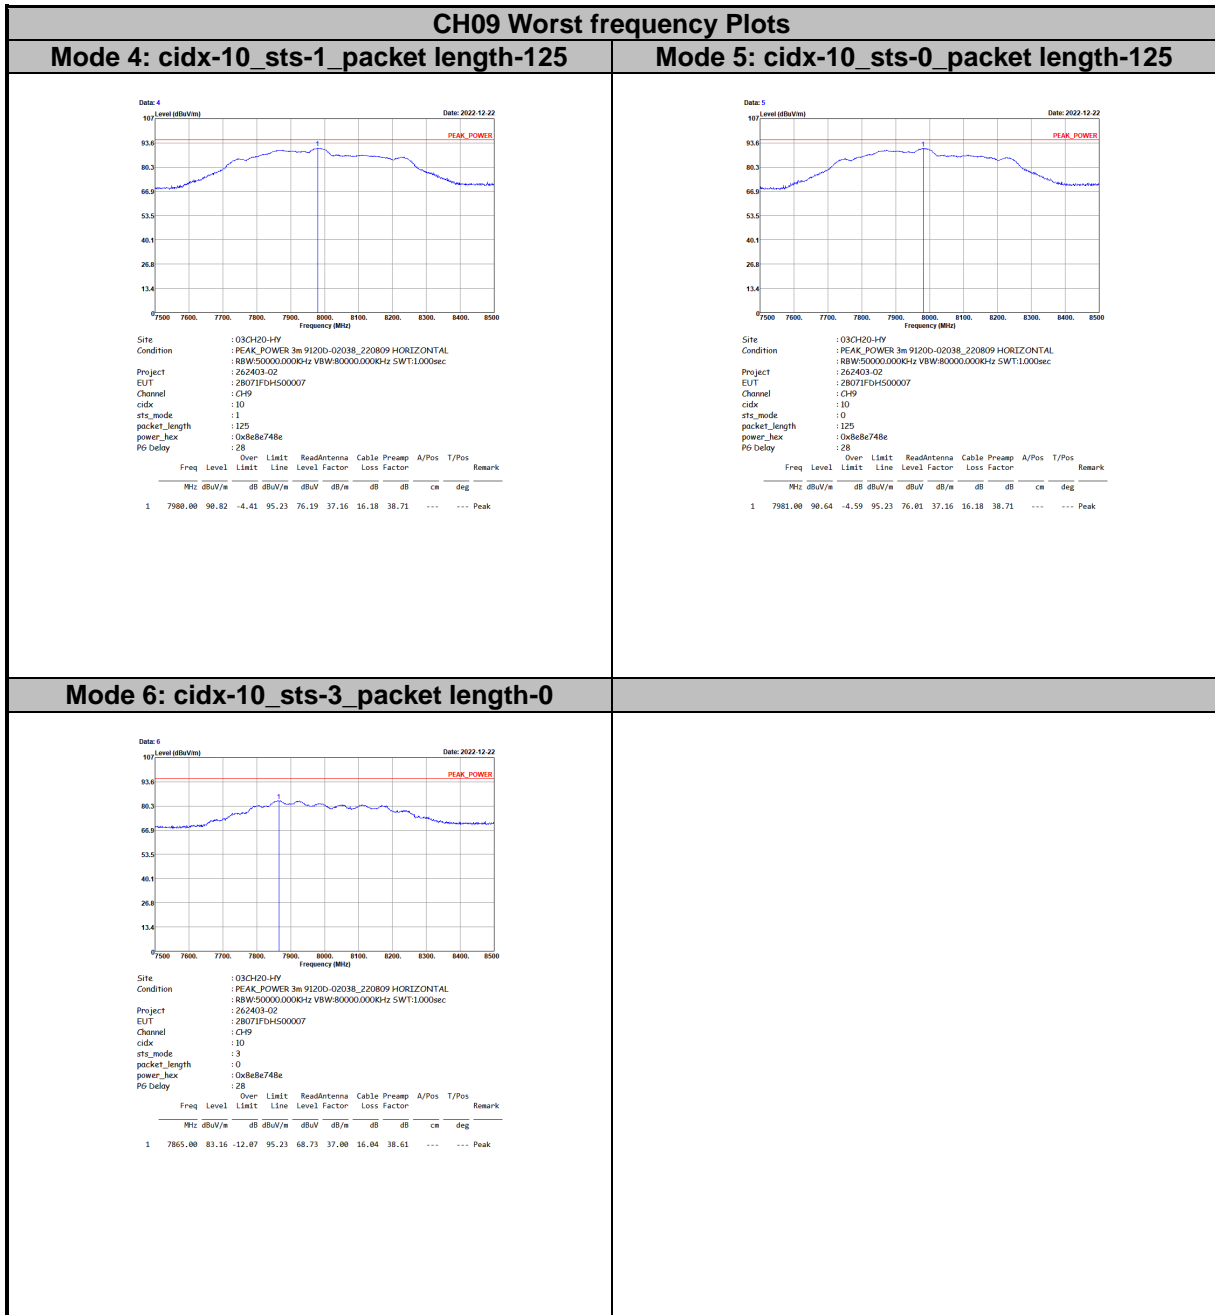 CH09 Worst frequency Plots
Mode 4: cidx-10_sts-1_packet length-125
Mode 5: cidx-10_sts-0_packet length-125
Data: 4
Level (dBuV/m)
Date: 2022-12-22
107
PEAK_POWER
93.6
1
80.3
66.9
53.5
40.1
26.8
13.4
0
7500 7600. 7700. 7800. 7900. 8000. 8100. 8200. 8300. 8400. 8500
Frequency (MHz)
Site : 03CH20-HY
Condition : PEAK_POWER 3m 9120D-02038_220809 HORIZONTAL
: RBW:50000.000KHz VBW:80000.000KHz SWT:1.000sec
Project : 262403-02
EUT : 2B071FDH500007
Channel : CH9
cidx : 10
sts_mode : 1
packet_length : 125
power_hex : 0x8e8e748e
PG Delay : 28
Over Limit ReadAntenna Cable Preamp A/Pos T/Pos
Freq Level Limit Line Level Factor Loss Factor Remark
MHz dBuV/m dB dBuV/m dBuV dB/m dB dB cm deg
1 7980.00 90.82 -4.41 95.23 76.19 37.16 16.18 38.71 --- --- Peak
Data: 5
Level (dBuV/m)
Date: 2022-12-22
107
PEAK_POWER
93.6
1
80.3
66.9
53.5
40.1
26.8
13.4
0
7500 7600. 7700. 7800. 7900. 8000. 8100. 8200. 8300. 8400. 8500
Frequency (MHz)
Site : 03CH20-HY
Condition : PEAK_POWER 3m 9120D-02038_220809 HORIZONTAL
: RBW:50000.000KHz VBW:80000.000KHz SWT:1.000sec
Project : 262403-02
EUT : 2B071FDH500007
Channel : CH9
cidx : 10
sts_mode : 0
packet_length : 125
power_hex : 0x8e8e748e
PG Delay : 28
Over Limit ReadAntenna Cable Preamp A/Pos T/Pos
Freq Level Limit Line Level Factor Loss Factor Remark
MHz dBuV/m dB dBuV/m dBuV dB/m dB dB cm deg
1 7981.00 90.64 -4.59 95.23 76.01 37.16 16.18 38.71 --- --- Peak
Mode 6: cidx-10_sts-3_packet length-0
Data: 6
Level (dBuV/m)
Date: 2022-12-22
107
PEAK_POWER
93.6
1
80.3
66.9
53.5
40.1
26.8
13.4
0
7500 7600. 7700. 7800. 7900. 8000. 8100. 8200. 8300. 8400. 8500
Frequency (MHz)
Site : 03CH20-HY
Condition : PEAK_POWER 3m 9120D-02038_220809 HORIZONTAL
: RBW:50000.000KHz VBW:80000.000KHz SWT:1.000sec
Project : 262403-02
EUT : 2B071FDH500007
Channel : CH9
cidx : 10
sts_mode : 3
packet_length : 0
power_hex : 0x8e8e748e
PG Delay : 28
Over Limit ReadAntenna Cable Preamp A/Pos T/Pos
Freq Level Limit Line Level Factor Loss Factor Remark
MHz dBuV/m dB dBuV/m dBuV dB/m dB dB cm deg
1 7865.00 83.16 -12.07 95.23 68.73 37.00 16.04 38.61 --- --- Peak